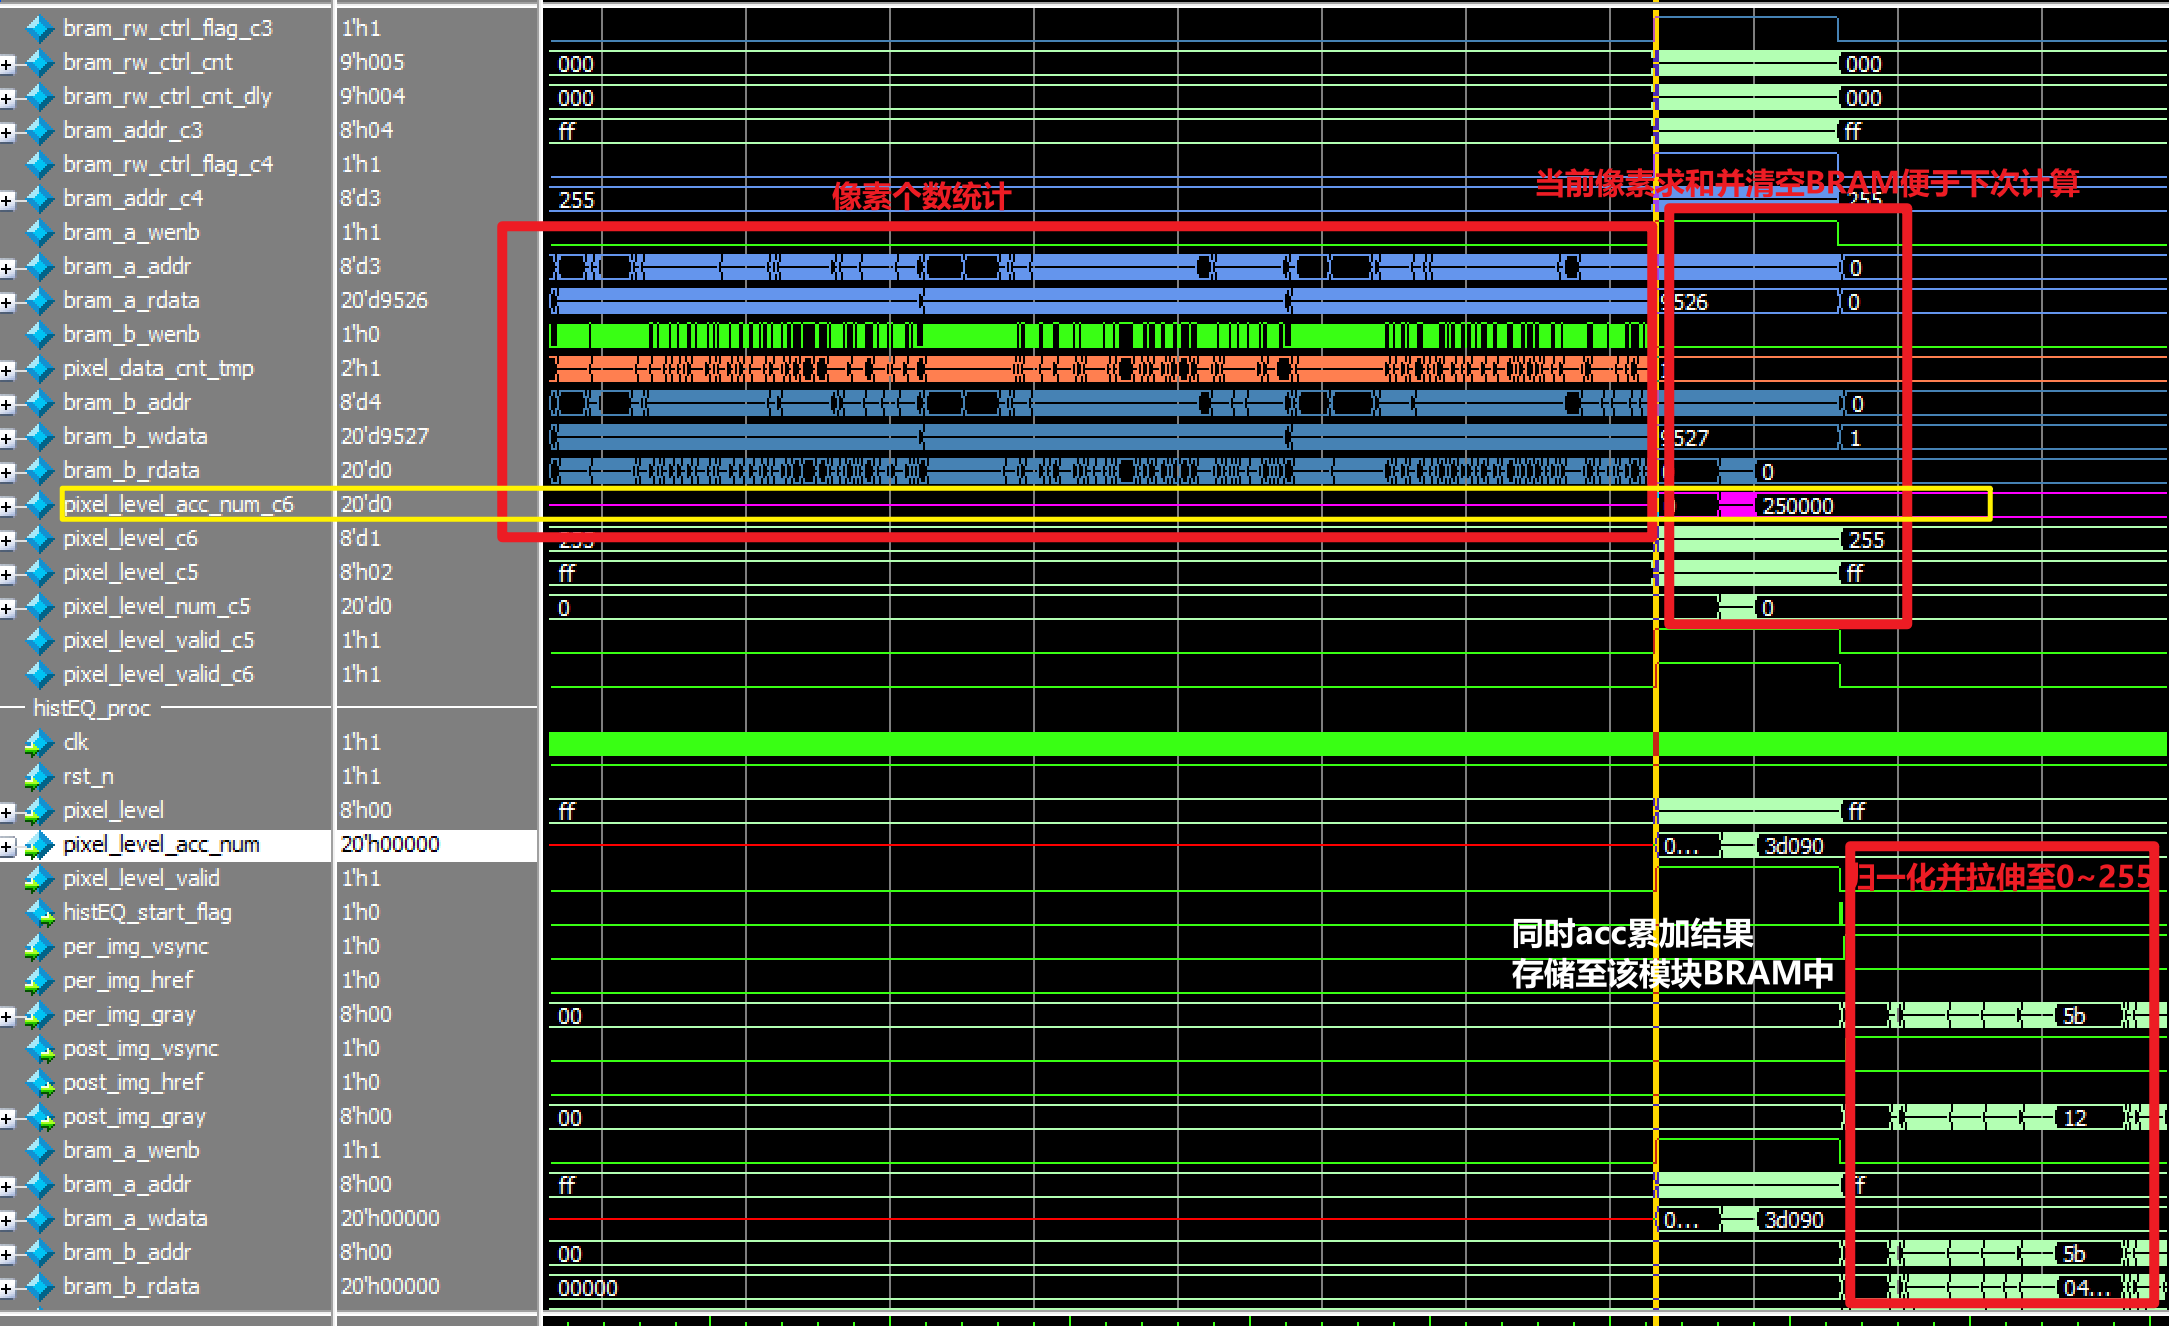 bram_rw_ctrl_flag_c3 1'h1
bram_rw_ctrl_cnt 9'h005 000 000
bram_rw_ctrl_cnt_dly 9'h004 000 000
bram_addr_c3 8'h04 ff ff
bram_rw_ctrl_flag_c4 1'h1
当前像素求和并清空BRAM便于下次计算
像素个数统计
bram_addr_c4 8'd3 255 255
bram_a_wenb 1'h1
bram_a_addr 8'd3 0
bram_a_rdata 20'd9526 9526 0
bram_b_wenb 1'h0
pixel_data_cnt_tmp 2'h1
bram_b_addr 8'd4 0
bram_b_wdata 20'd9527 9527 1
bram_b_rdata 20'd0 0
pixel_level_acc_num_c6 20'd0 250000
pixel_level_c6 8'd1 255 255
pixel_level_c5 8'h02 ff ff
pixel_level_num_c5 20'd0 0 0
pixel_level_valid_c5 1'h1
pixel_level_valid_c6 1'h1
histEQ_proc
clk 1'h1
rst_n 1'h1
pixel_level 8'h00 ff ff
pixel_level_acc_num 20'h00000 0... 3d090
pixel_level_valid 1'h1
归一化并拉伸至0~255
histEQ_start_flag 1'h0
同时acc累加结果
per_img_vsync 1'h0
存储至该模块BRAM中
per_img_href 1'h0
per_img_gray 8'h00 00 5b
post_img_vsync 1'h0
post_img_href 1'h0
post_img_gray 8'h00 00 12
bram_a_wenb 1'h1
bram_a_addr 8'h00 ff ff
bram_a_wdata 20'h00000 0... 3d090
bram_b_addr 8'h00 00 5b
bram_b_rdata 20'h00000 00000 04...